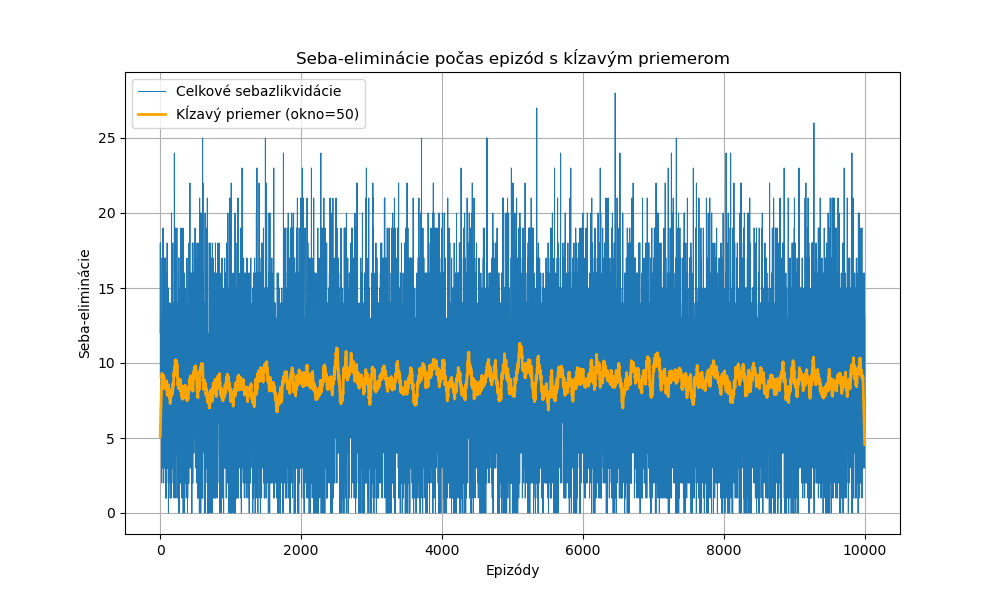 Seba-eliminácie počas epizód s kĺzavým priemerom
Celkové sebazlikvidácie
Kĺzavý priemer (okno=50)
Seba-eliminácie
25
20
15
10
5
0
0 2000 4000 6000 8000 10000
Epizódy